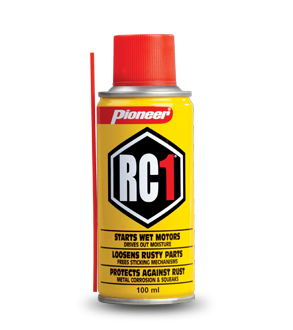 Pioneer
RC1
STARTS WET MOTORS
DRIVES OUT MOISTURE
LOOSENS RUSTY PARTS
FREES STICKING MECHANISMS
PROTECTS AGAINST RUST
METAL CORROSION & SQUEAKS
100 ml